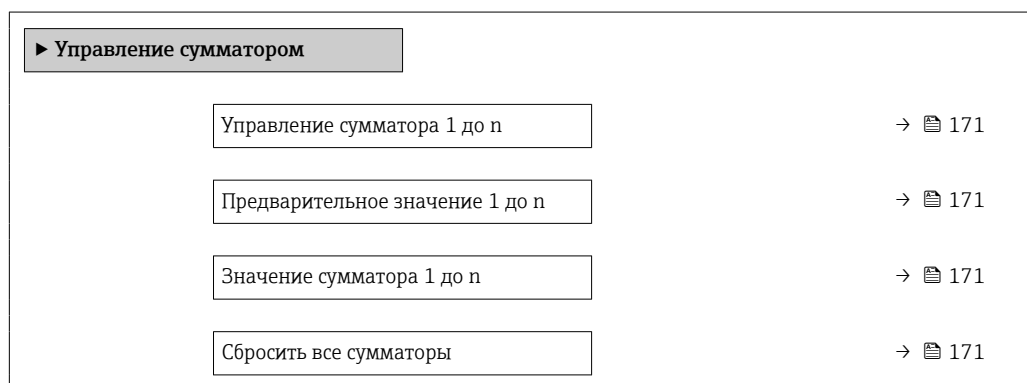 ▶ Управление сумматором
Управление сумматора 1 до n → 171
Предварительное значение 1 до n → 171
Значение сумматора 1 до n → 171
Сбросить все сумматоры → 171